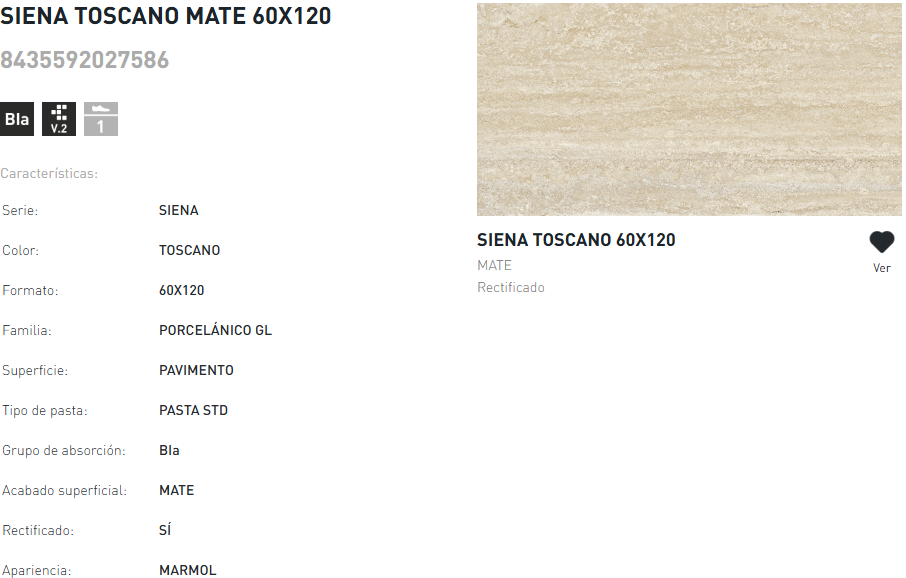 SIENA TOSCANO MATE 60X120
8435592027586
BIa
V.2
1
Características:
Serie: SIENA
Color: TOSCANO
Formato: 60X120
Familia: PORCELÁNICO GL
Superficie: PAVIMENTO
Tipo de pasta: PASTA STD
Grupo de absorción: BIa
Acabado superficial: MATE
Rectificado: SÍ
Apariencia: MARMOL
SIENA TOSCANO 60X120
MATE
Rectificado
Ver